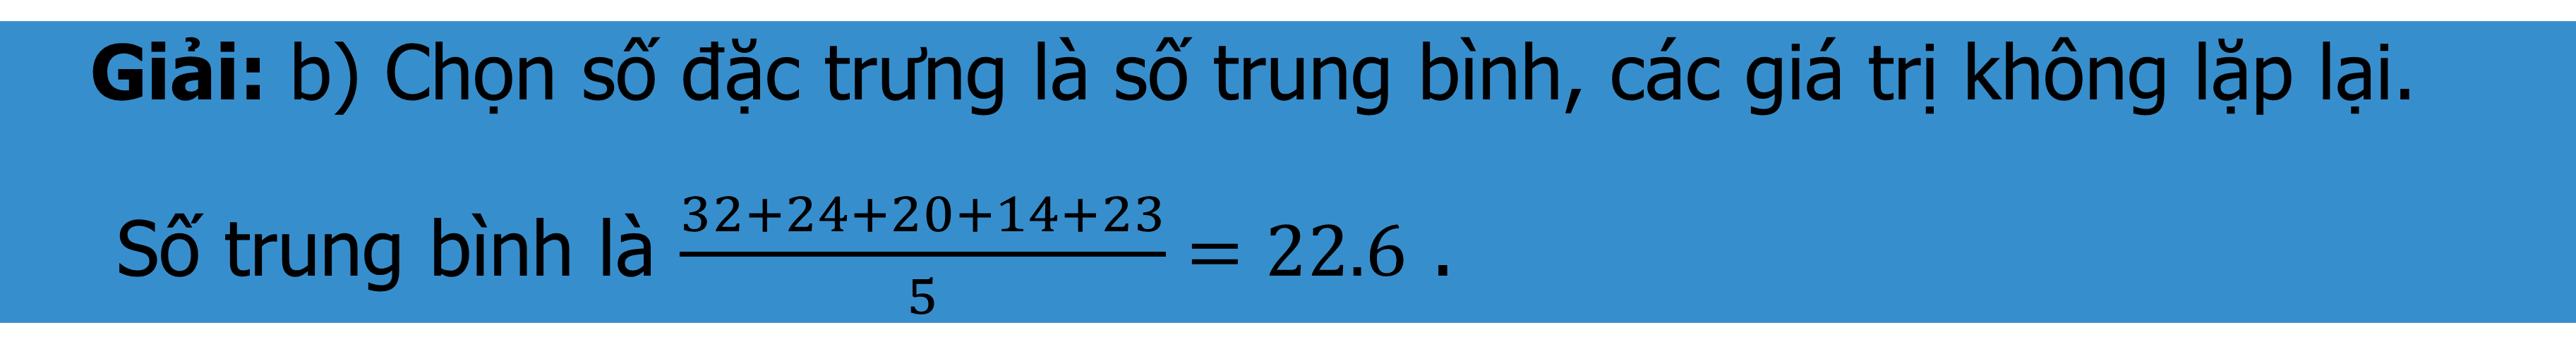 Giải: b) Chọn số đặc trưng là số trung bình, các giá trị không lặp lại.
Số trung bình là \frac{32+24+20+14+23}{5} = 22.6 .